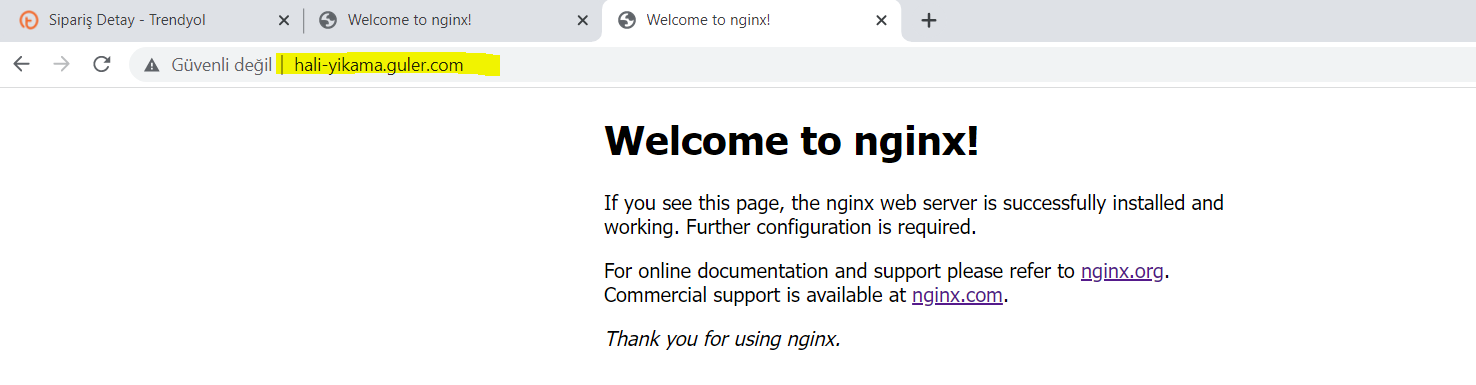 Sipariş Detay - Trendyol
Welcome to nginx!
Welcome to nginx!
Güvenli değil | hali-yikama.guler.com
Welcome to nginx!
If you see this page, the nginx web server is successfully installed and
working. Further configuration is required.
For online documentation and support please refer to nginx.org.
Commercial support is available at nginx.com.
Thank you for using nginx.